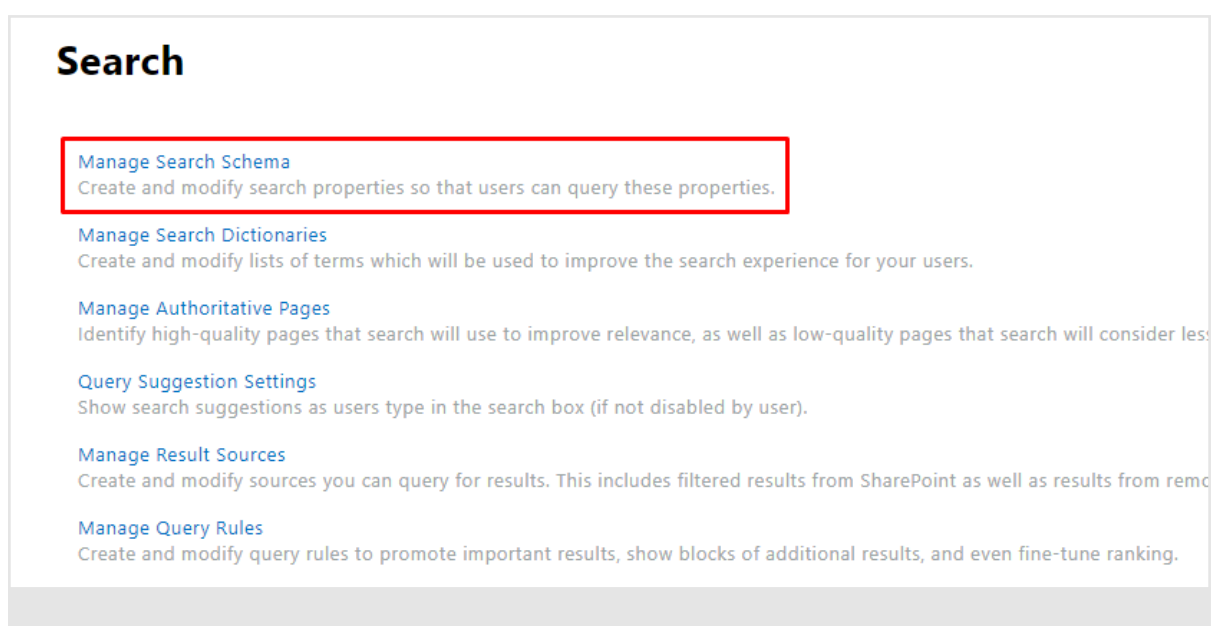 Search
Manage Search Schema
Create and modify search properties so that users can query these properties.
Manage Search Dictionaries
Create and modify lists of terms which will be used to improve the search experience for your users.
Manage Authoritative Pages
Identify high-quality pages that search will use to improve relevance, as well as low-quality pages that search will consider
Query Suggestion Settings
Show search suggestions as users type in the search box (if not disabled by user).
Manage Result Sources
Create and modify sources you can query for results. This includes filtered results from SharePoint as well as results from
Manage Query Rules
Create and modify query rules to promote important results, show blocks of additional results, and even fine-tune ranking.